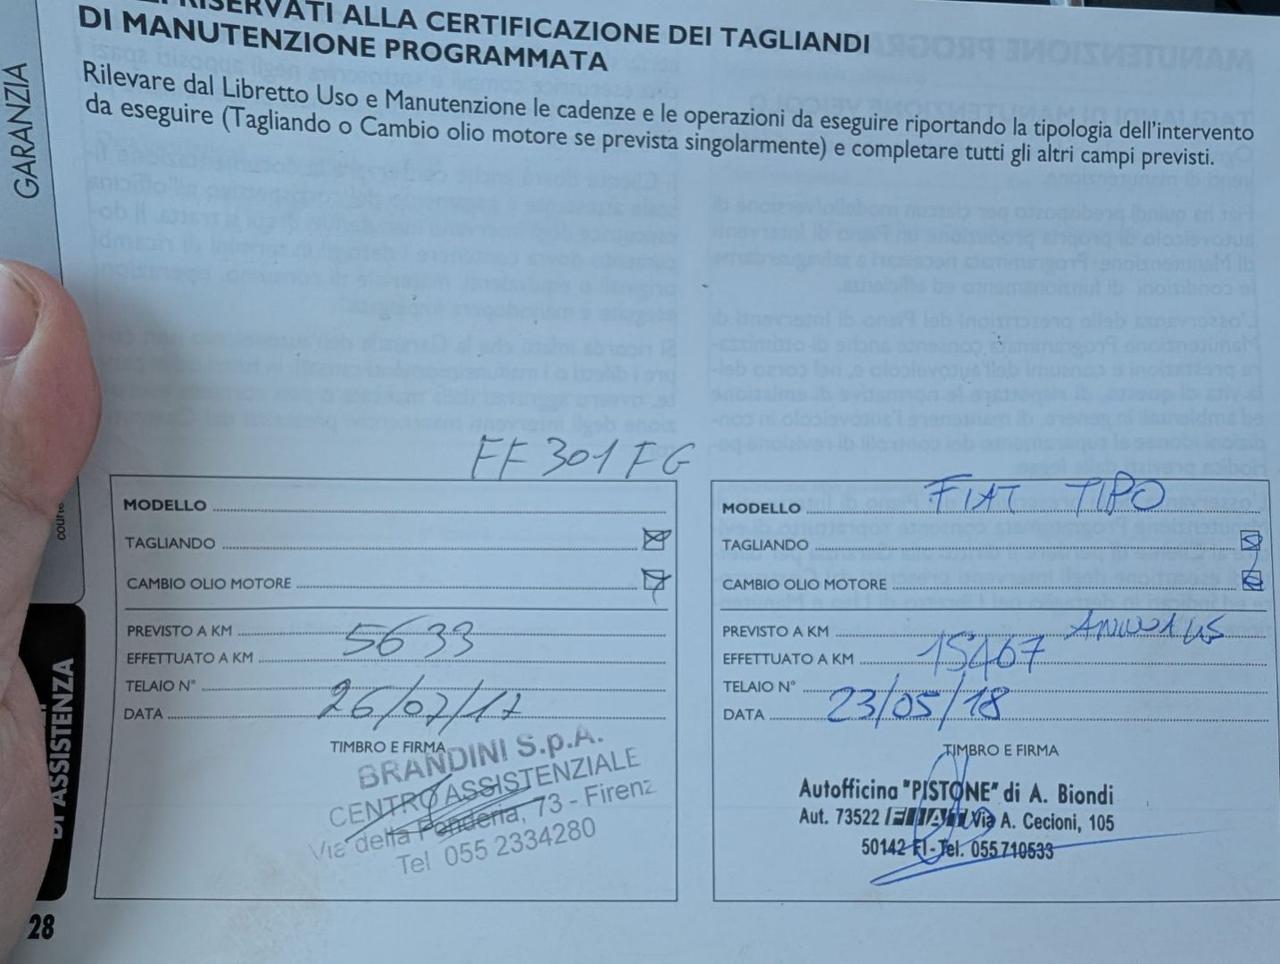 RISERVATI ALLA CERTIFICAZIONE DEI TAGLIANDI
DI MANUTENZIONE PROGRAMMATA
Rilevare dal Libretto Uso e Manutenzione le cadenze e le operazioni da eseguire riportando la tipologia dell'intervento
da eseguire (Tagliando o Cambio olio motore se prevista singolarmente) e completare tutti gli altri campi previsti.
GARANZIA
FF 301 FG
MODELLO
TAGLIANDO
CAMBIO OLIO MOTORE
PREVISTO A KM
EFFETTUATO A KM 5633
TELAIO N°
DATA 26/07/17
TIMBRO E FIRMA
BRANDINI S.p.A.
CENTRO ASSISTENZIALE
Via della Fonderia, 73 - Firenz
Tel 055 2334280
MODELLO FIAT TIPO
TAGLIANDO
CAMBIO OLIO MOTORE
PREVISTO A KM
EFFETTUATO A KM 15467
TELAIO N°
DATA 23/05/18
TIMBRO E FIRMA
Autofficina "PISTONE" di A. Biondi
Aut. 73522 FIAT Via A. Cecioni, 105
50142 FI - Tel. 055 710533
DI ASSISTENZA
28